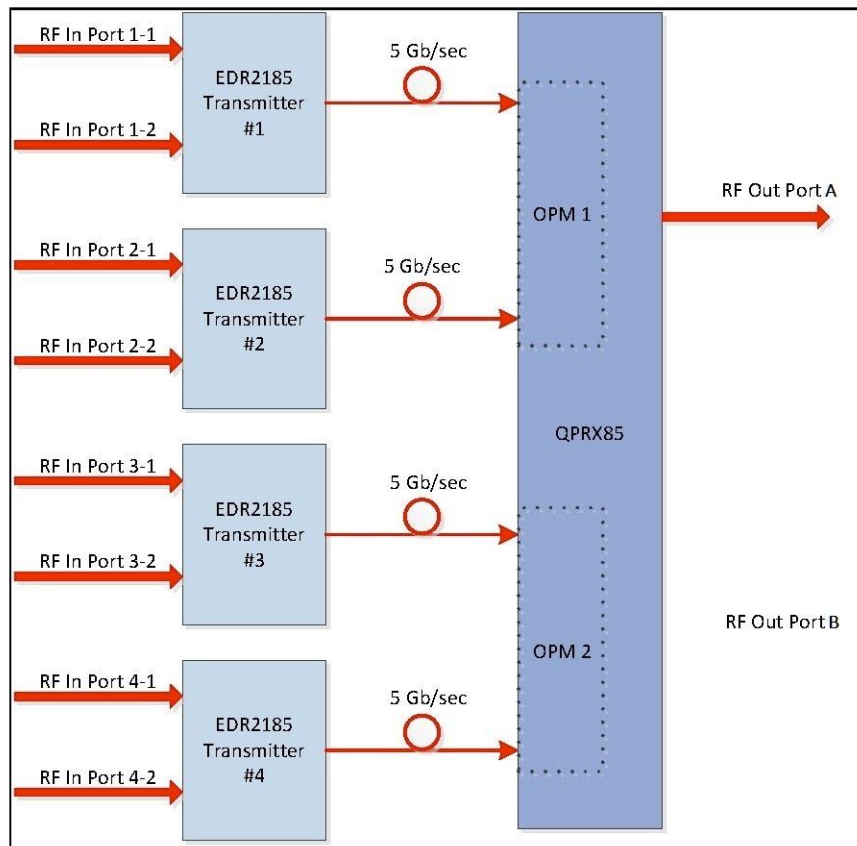 RF In Port 1-1
RF In Port 1-2
EDR2185
Transmitter
#1
5 Gb/sec
OPM 1
RF Out Port A
RF In Port 2-1
RF In Port 2-2
EDR2185
Transmitter
#2
5 Gb/sec
QPRX85
RF In Port 3-1
RF In Port 3-2
EDR2185
Transmitter
#3
5 Gb/sec
OPM 2
RF Out Port B
RF In Port 4-1
RF In Port 4-2
EDR2185
Transmitter
#4
5 Gb/sec